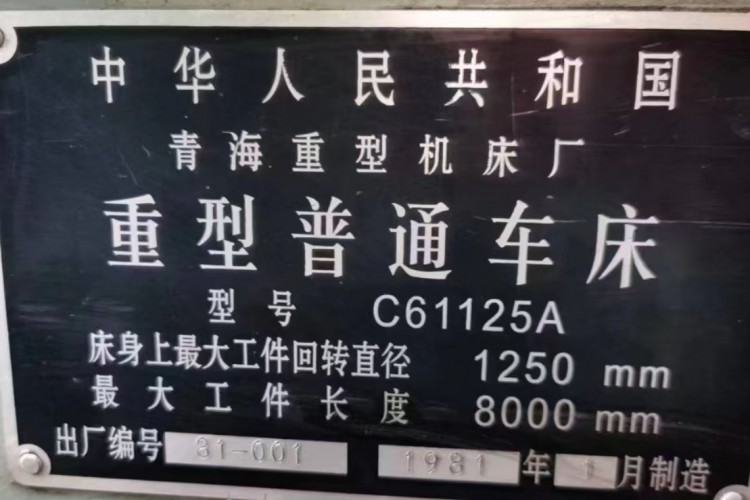 中华人民共和国
青海重型机床厂
重型普通车床
型号 C61125A
床身上最大工件回转直径 1250 mm
最大工件长度 8000 mm
出厂编号 81-001 1981 年 1 月制造